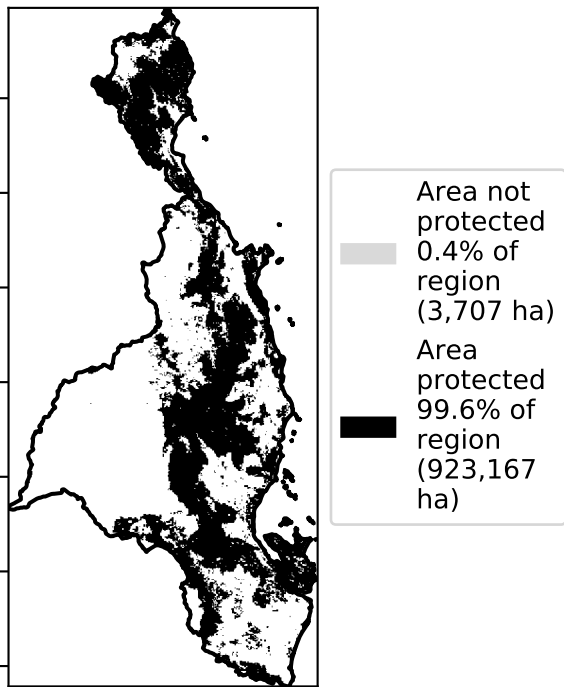 Area not
protected
0.4% of
region
(3,707 ha)
Area
protected
99.6% of
region
(923,167
ha)